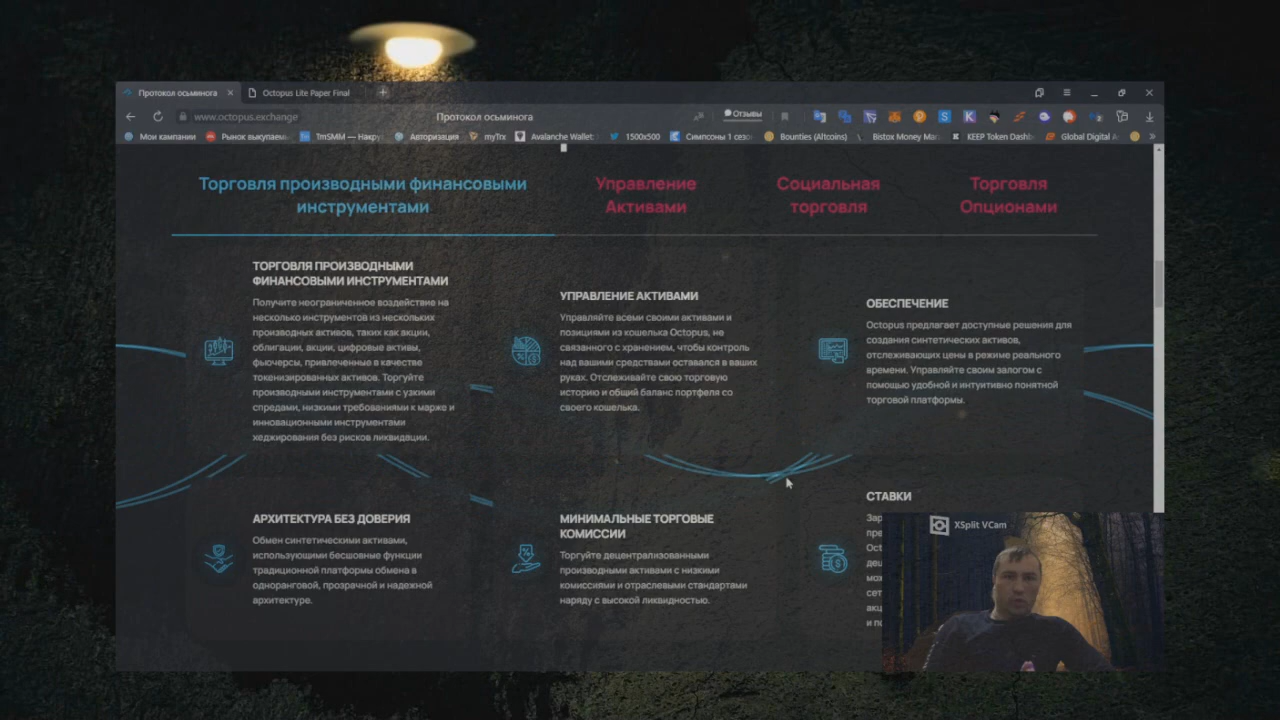 Протокол осьминога
Octopus Lite Paper Final
www.octopus.exchange
Протокол осьминога
Отзывы
Мои кампании
Рынок выкупаем
TmSMM — Накру
Авторизация
myTrx
Avalanche Wallet
1500x500
Симпсоны 1 сезо
Bounties (Altcoins)
Bistox Money Mar
KEEP Token Dashb
Global Digital A
Торговля производными финансовыми
инструментами
Управление
Активами
Социальная
торговля
Торговля
Опционами
ТОРГОВЛЯ ПРОИЗВОДНЫМИ
ФИНАНСОВЫМИ ИНСТРУМЕНТАМИ
Получите неограниченное воздействие на
несколько инструментов из нескольких
производных активов, таких как акции,
облигации, акции, цифровые активы,
фьючерсы, привлеченные в качестве
токенизированных активов. Торгуйте
производными инструментами с узкими
спредами, низкими требованиями к марже и
инновационными инструментами
хеджирования без рисков ликвидации.
УПРАВЛЕНИЕ АКТИВАМИ
Управляйте всеми своими активами и
позициями из кошелька Octopus, не
связанного с хранением, чтобы контроль
над вашими средствами оставался в ваших
руках. Отслеживайте свою торговую
историю и общий баланс портфеля со
своего кошелька.
ОБЕСПЕЧЕНИЕ
Octopus предлагает доступные решения для
создания синтетических активов,
отслеживающих цены в режиме реального
времени. Управляйте своим залогом с
помощью удобной и интуитивно понятной
торговой платформы.
АРХИТЕКТУРА БЕЗ ДОВЕРИЯ
Обмен синтетическими активами,
использующими бесшовные функции
традиционной платформы обмена в
одноранговой, прозрачной и надежной
архитектуре.
МИНИМАЛЬНЫЕ ТОРГОВЫЕ
КОМИССИИ
Торгуйте децентрализованными
производными активами с низкими
комиссиями и отраслевыми стандартами
наряду с высокой ликвидностью.
СТАВКИ
Зар
пре
Oct
дец
мож
сет
акц
и по
XSplit VCam